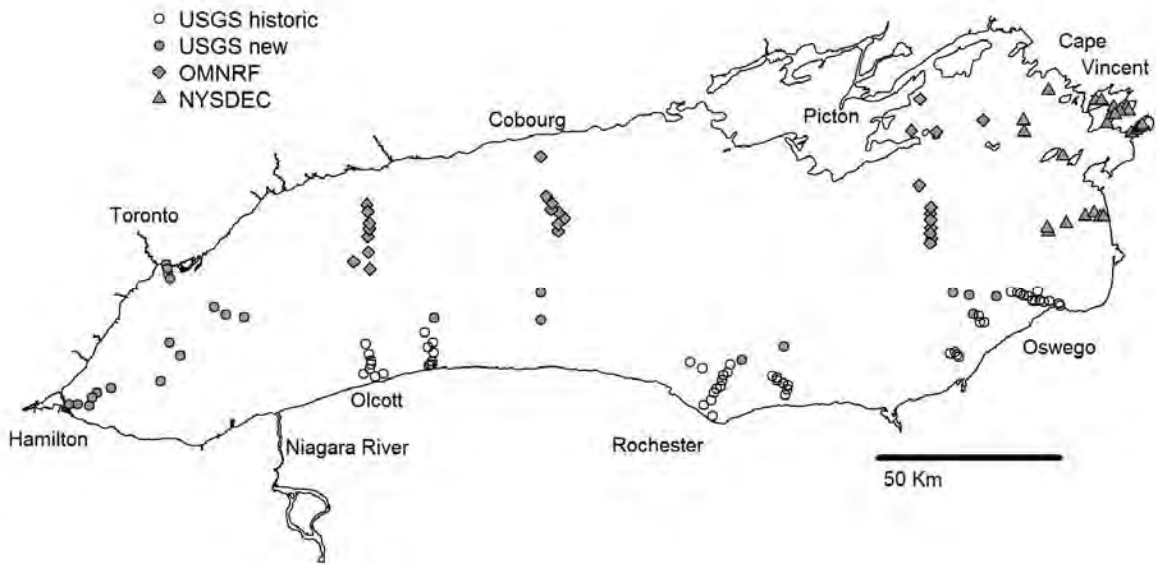 USGS historic
USGS new
OMNRF
NYSDEC
Cape
Vincent
Cobourg
Picton
Toronto
Oswego
Olcott
Hamilton
Niagara River
Rochester
50 Km